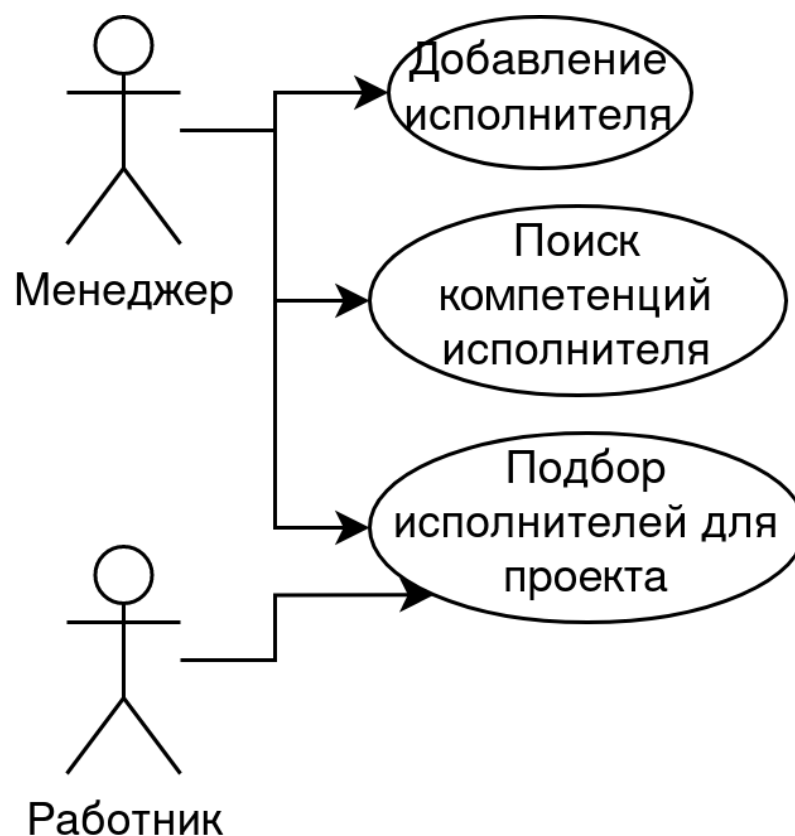 Добавление
исполнителя
Менеджер
Поиск
компетенций
исполнителя
Подбор
исполнителей для
проекта
Работник